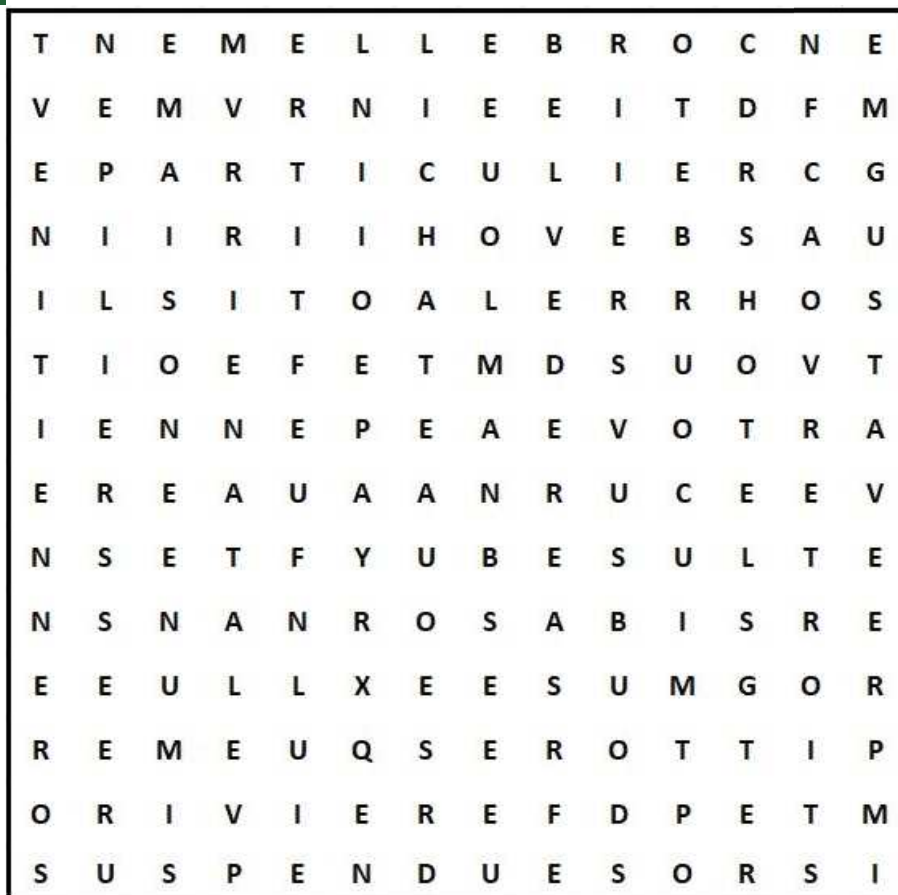 T N E M E L L E B R O C N E
V E M V R N I E E I T D F M
E P A R T I C U L I E R C G
N I I R I I H O V E B S A U
I L S I T O A L E R R H O S
T I O E F E T M D S U O V T
I E N N E P E A E V O T R A
E R E A U A A N R U C E E V
N S E T F Y U B E S U L T E
N S N A N R O S A B I S R E
E E U L L X E E S U M G O R
R E M E U Q S E R O T T I P
O R I V I E R E F D P E T M
S U S P E N D U E S O R S I